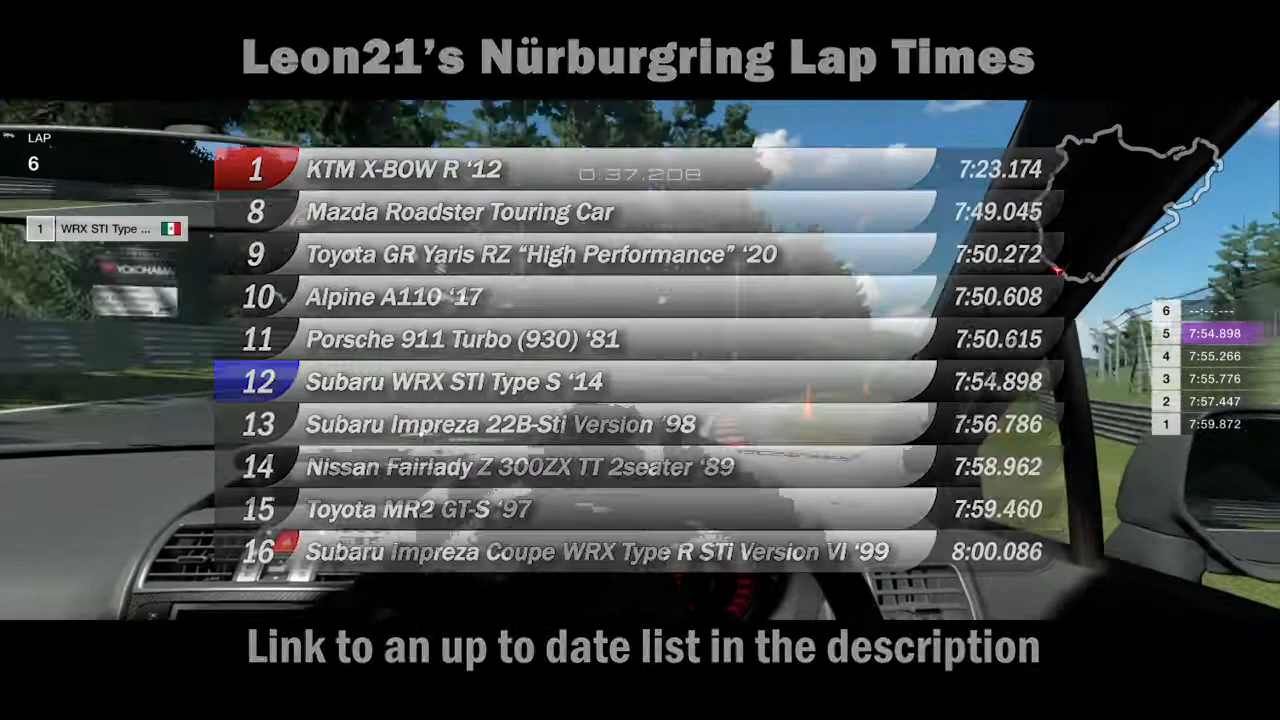 Leon21's Nürburgring Lap Times
LAP
6
1 WRX STI Type ...
YOKOHAMA
0:37.208
1 KTM X-BOW R '12 7:23.174
8 Mazda Roadster Touring Car 7:49.045
9 Toyota GR Yaris RZ "High Performance" '20 7:50.272
10 Alpine A110 '17 7:50.608
11 Porsche 911 Turbo (930) '81 7:50.615
12 Subaru WRX STI Type S '14 7:54.898
13 Subaru Impreza 22B-Sti Version '98 7:56.786
14 Nissan Fairlady Z 300ZX TT 2seater '89 7:58.962
15 Toyota MR2 GT-S '97 7:59.460
16 Subaru Impreza Coupe WRX Type R STi Version VI '99 8:00.086
6 --:--.---
5 7:54.898
4 7:55.266
3 7:55.776
2 7:57.447
1 7:59.872
Link to an up to date list in the description